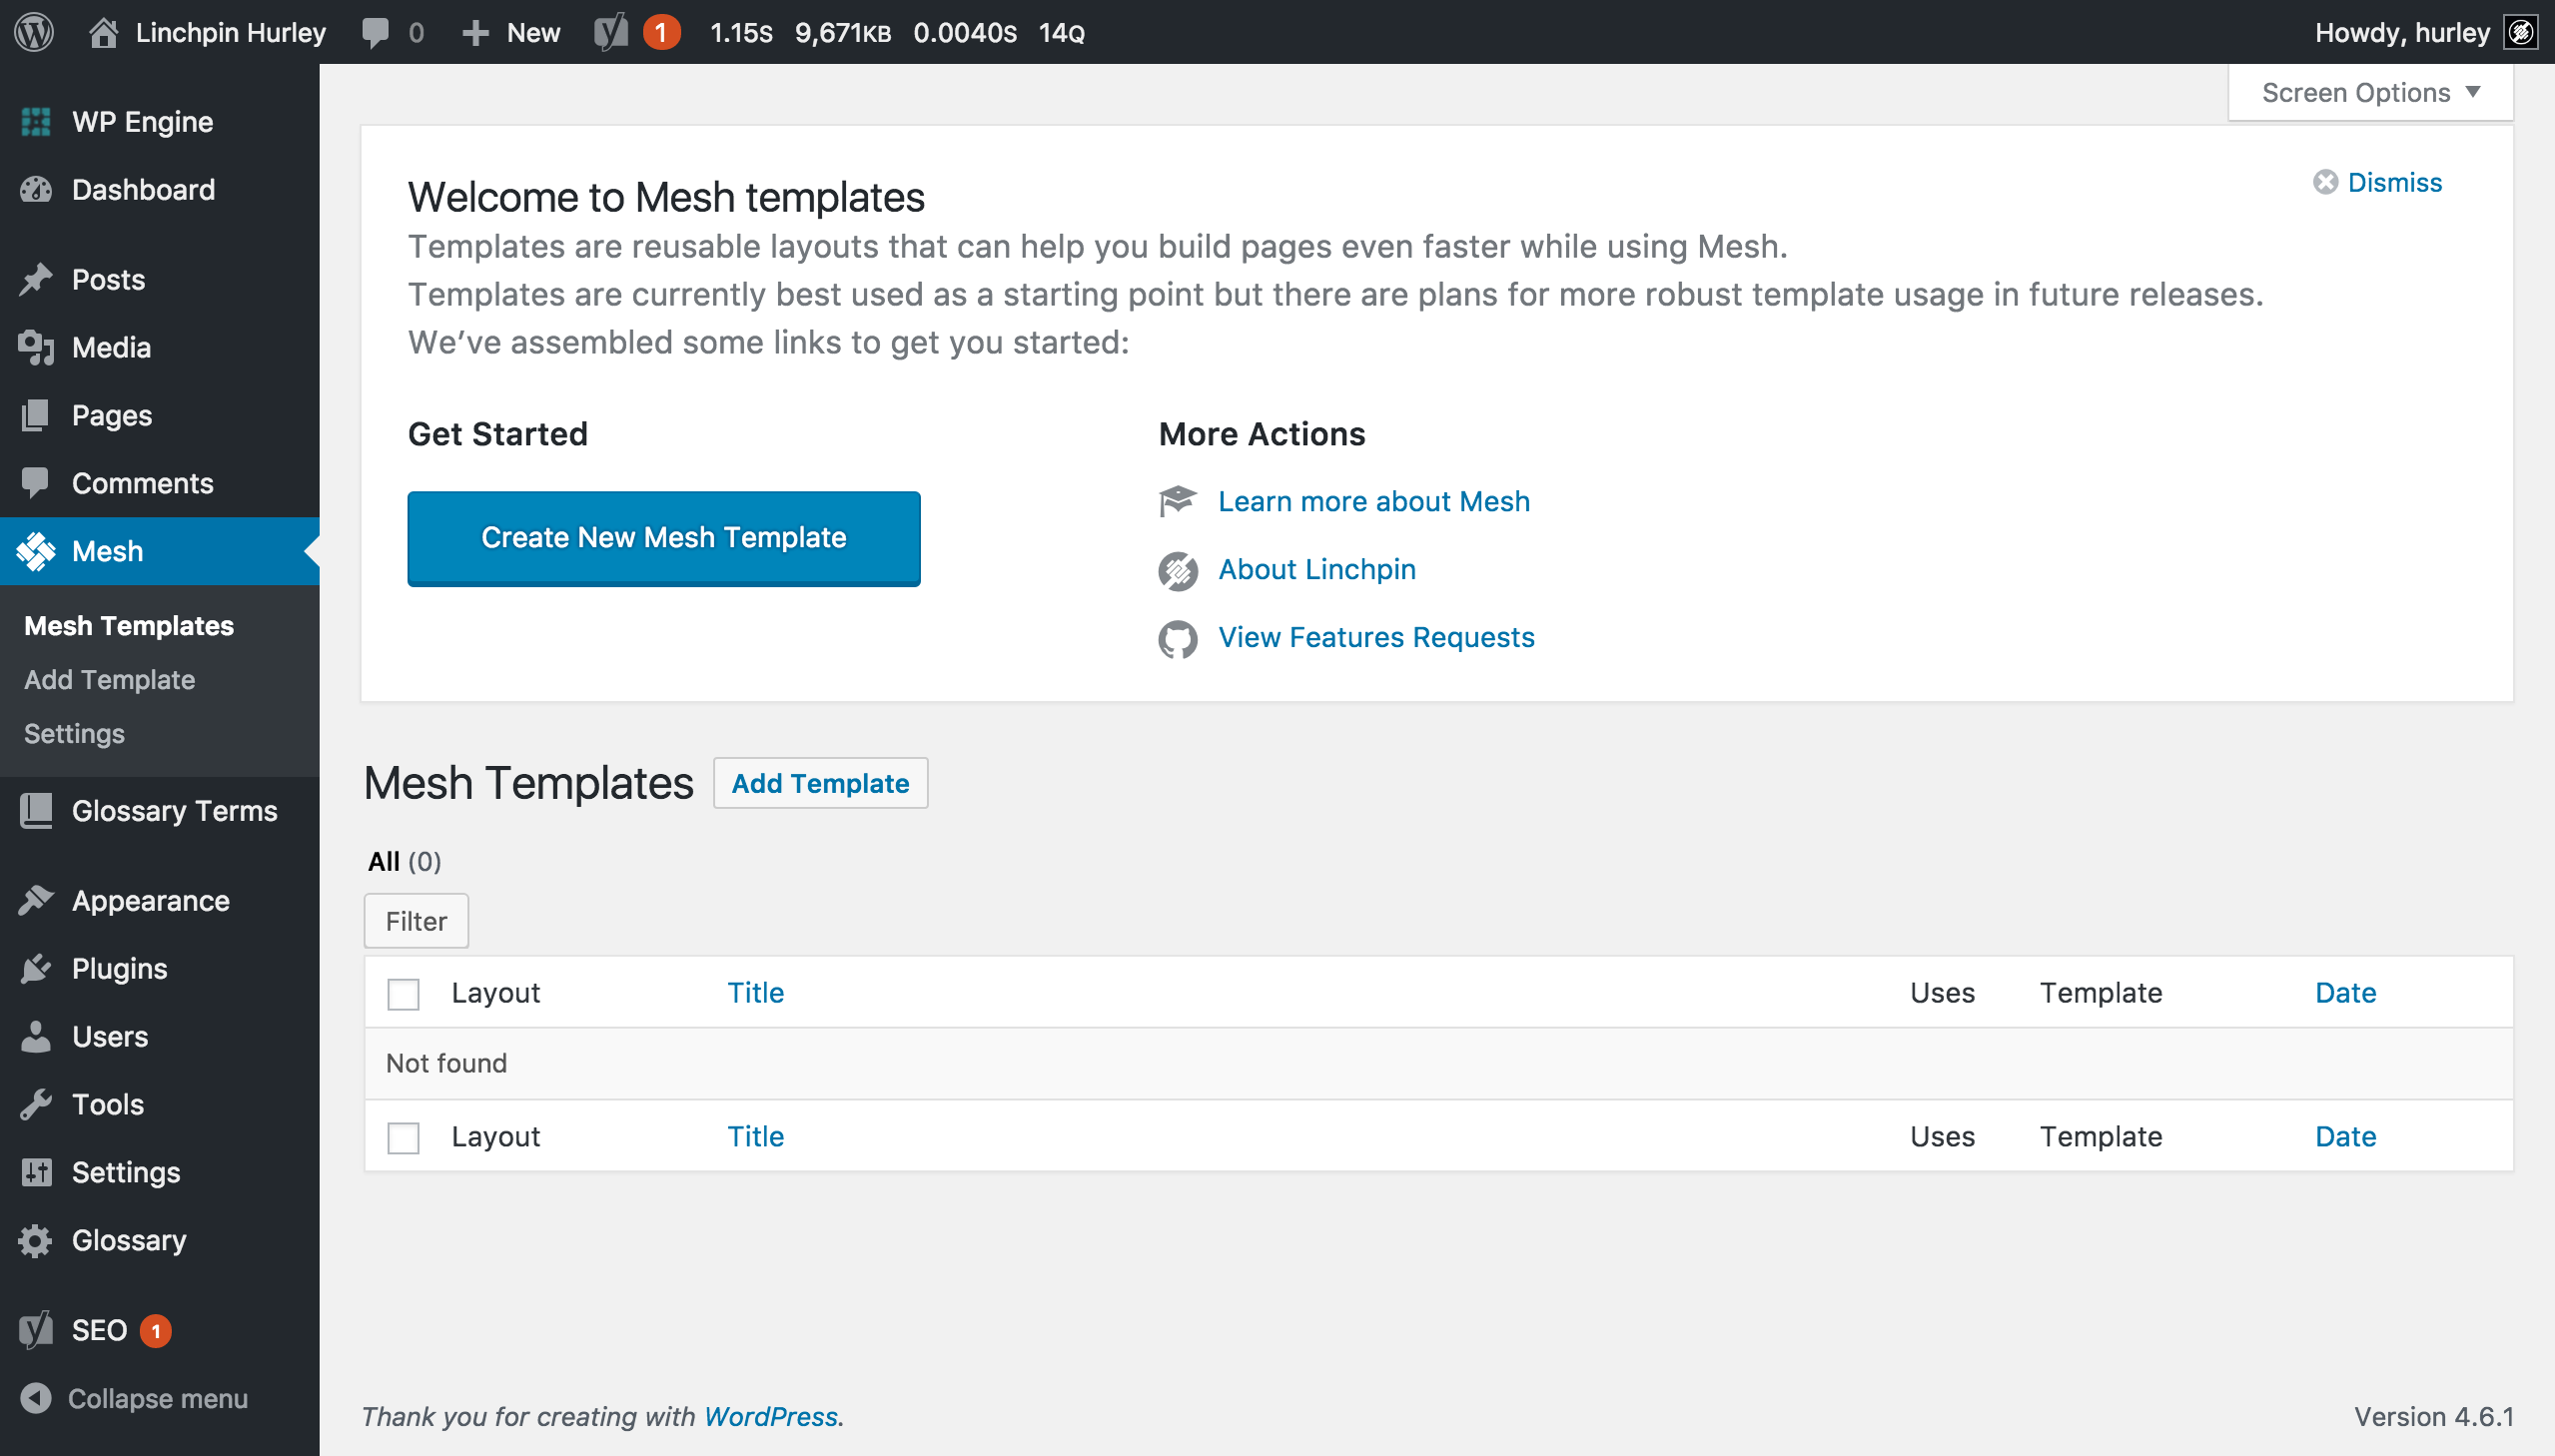 Linchpin Hurley 0 New 1 1.15S 9,671KB 0.0040S 14Q Howdy, hurley
Screen Options
WP Engine
Dashboard
Posts
Media
Pages
Comments
Mesh
Mesh Templates
Add Template
Settings
Glossary Terms
Appearance
Plugins
Users
Tools
Settings
Glossary
SEO 1
Collapse menu
Dismiss
Welcome to Mesh templates
Templates are reusable layouts that can help you build pages even faster while using Mesh.
Templates are currently best used as a starting point but there are plans for more robust template usage in future releases.
We’ve assembled some links to get you started:
Get Started
Create New Mesh Template
More Actions
Learn more about Mesh
About Linchpin
View Features Requests
Mesh Templates Add Template
All (0)
Filter
Layout Title Uses Template Date
Not found
Layout Title Uses Template Date
Thank you for creating with WordPress. Version 4.6.1